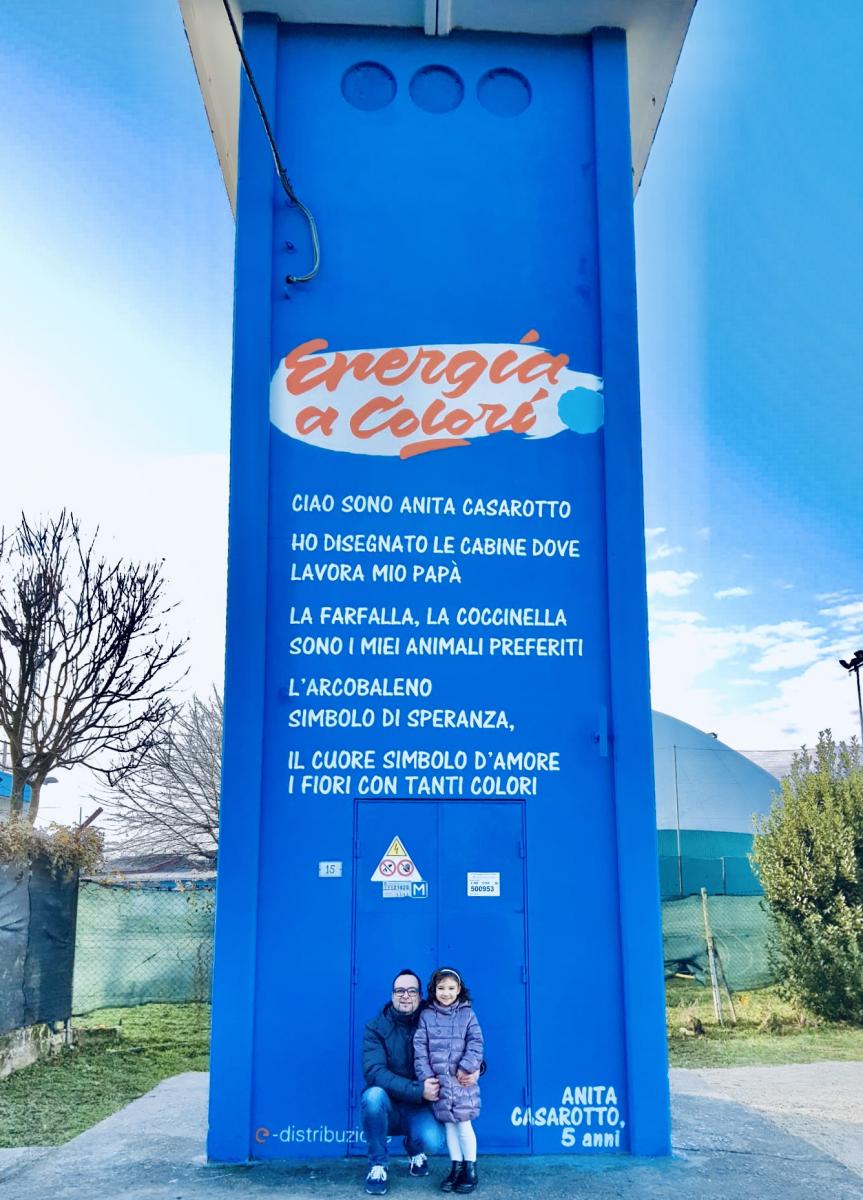 Energia
a Colori
CIAO SONO ANITA CASAROTTO
HO DISEGNATO LE CABINE DOVE
LAVORA MIO PAPÀ
LA FARFALLA, LA COCCINELLA
SONO I MIEI ANIMALI PREFERITI
L'ARCOBALENO
SIMBOLO DI SPERANZA,
IL CUORE SIMBOLO D'AMORE
I FIORI CON TANTI COLORI
15
M
500953
ANITA
CASAROTTO,
5 anni
e-distribuzi